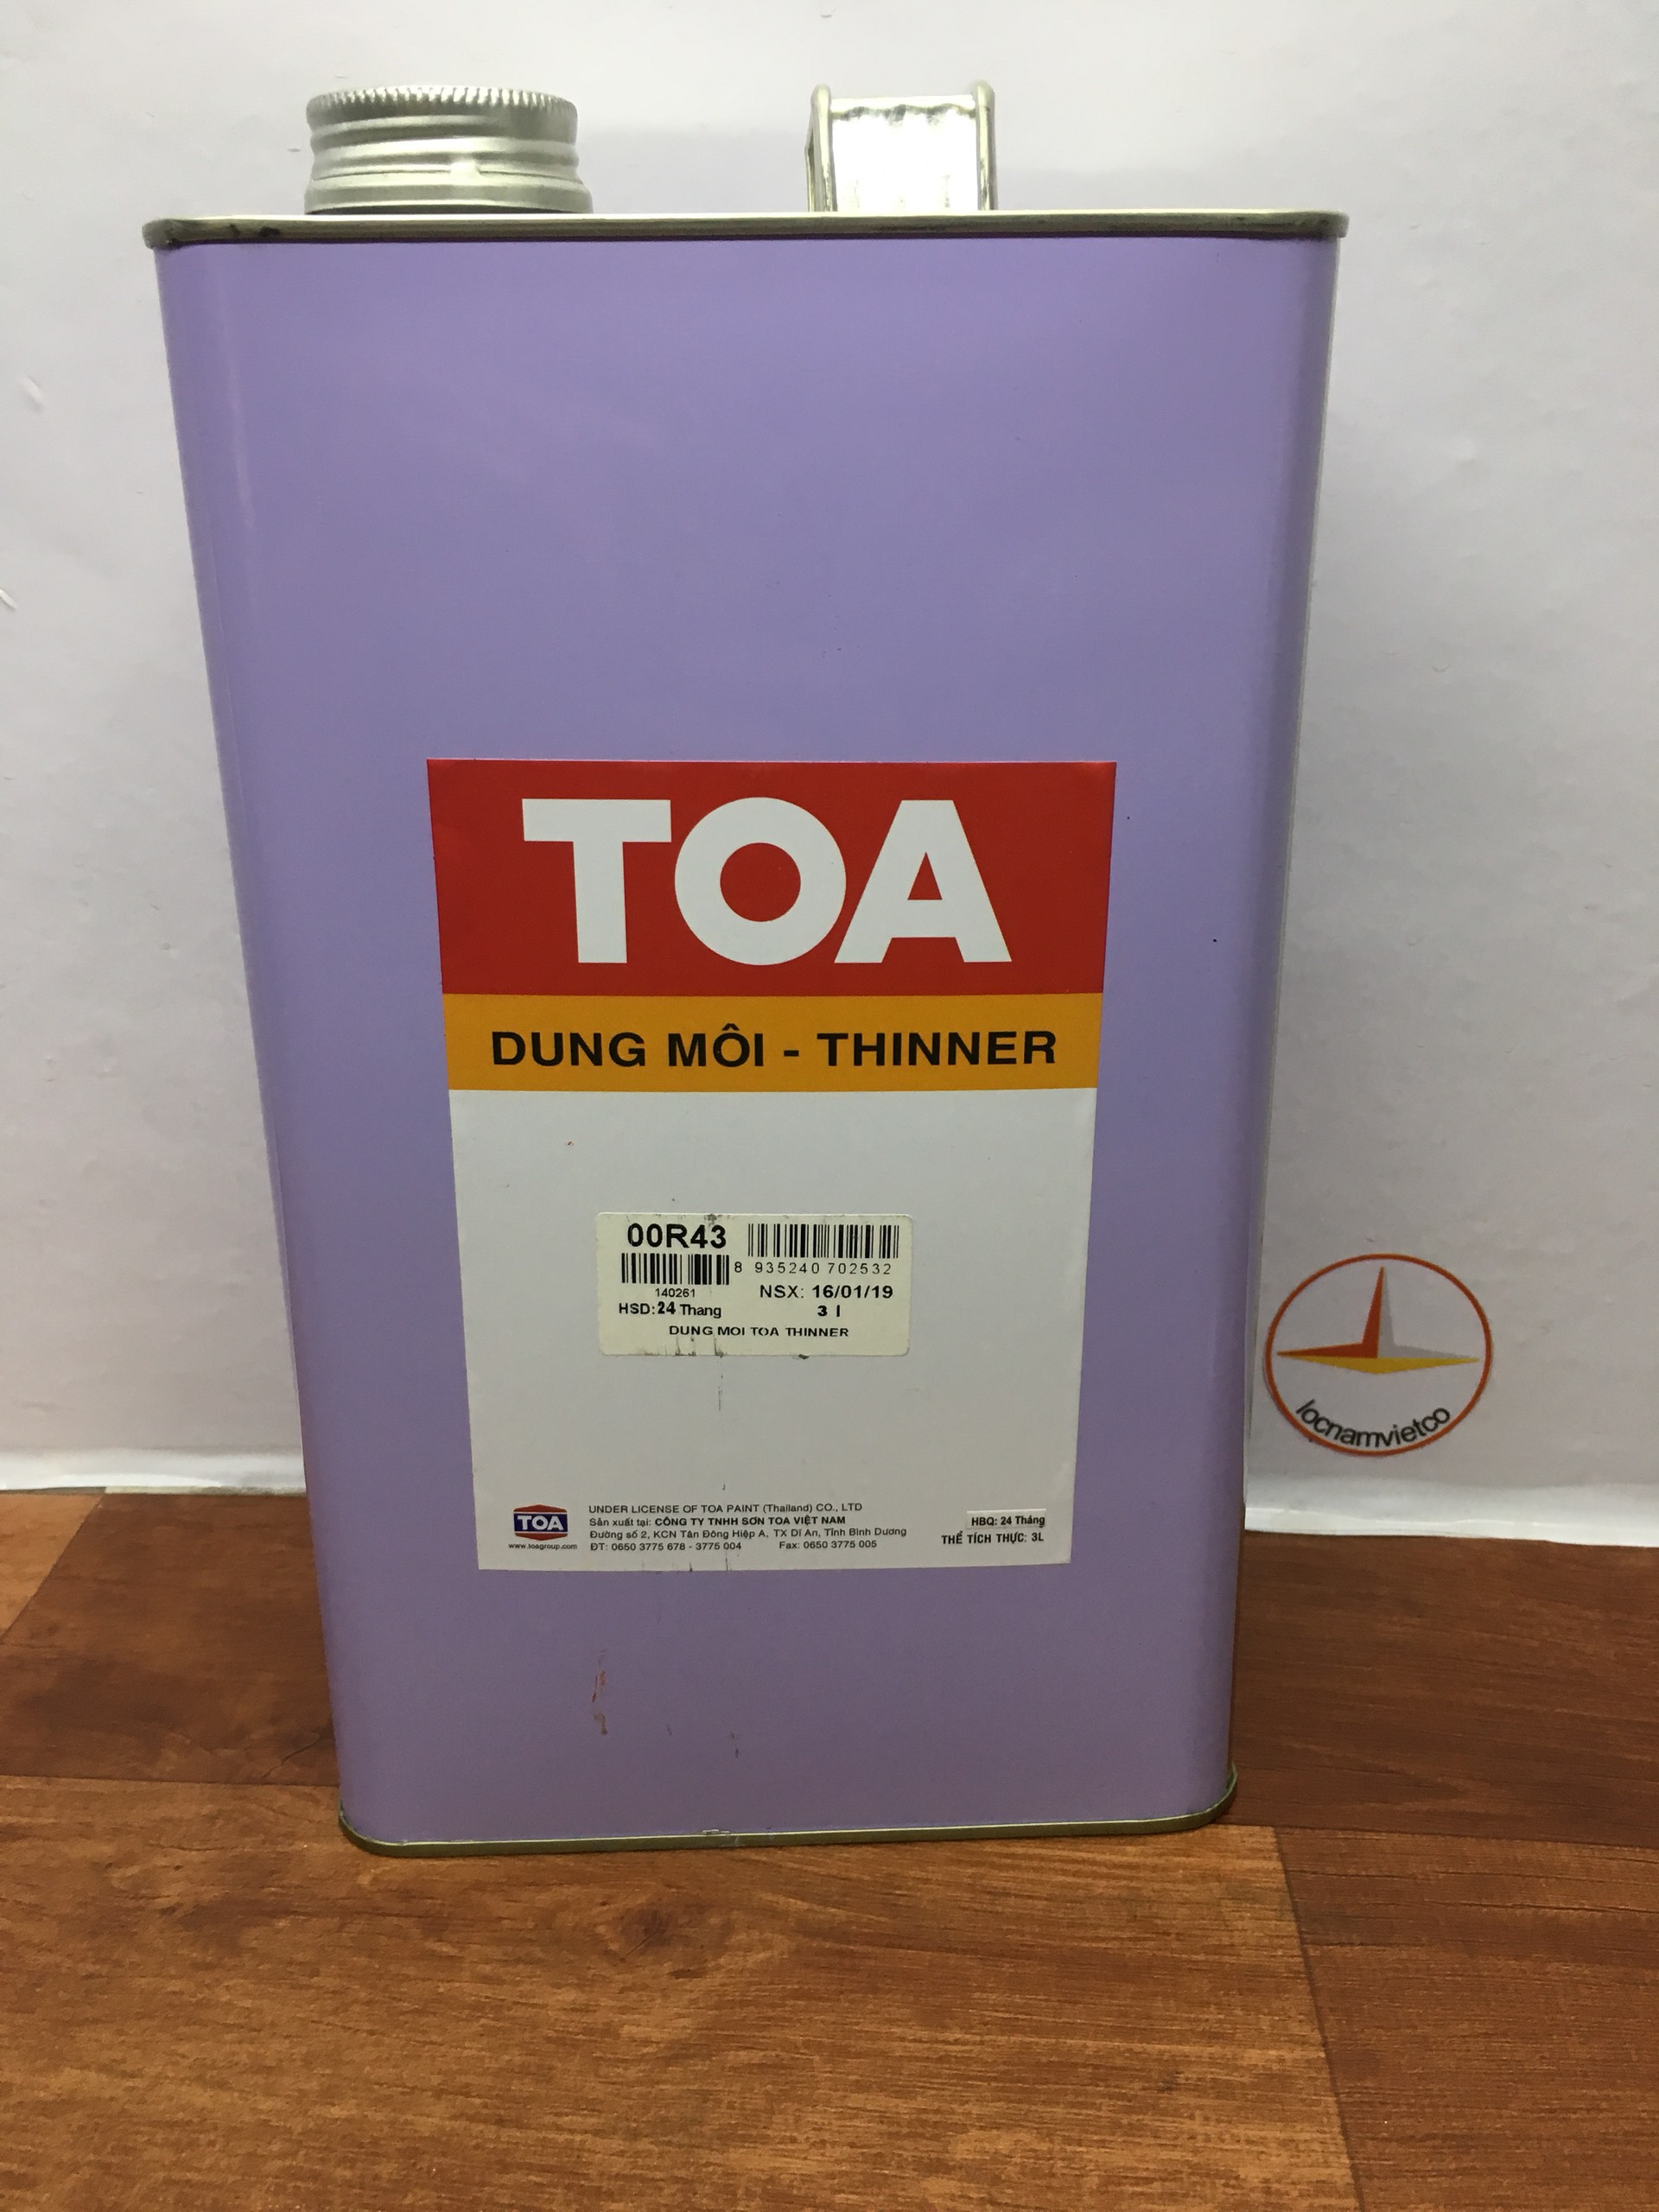 TOA
DUNG MÔI - THINNER
00R43
8 935240 702532
140261
NSX: 16/01/19
HSD: 24 Thang
3 l
DUNG MOI TOA THINNER
TOA
www.toagroup.com
UNDER LICENSE OF TOA PAINT (Thailand) CO., LTD
Sản xuất tại: CÔNG TY TNHH SƠN TOA VIỆT NAM
Đường số 2, KCN Tân Đông Hiệp A, TX Dĩ An, Tỉnh Bình Dương
ĐT: 0650 3775 678 - 3775 004 Fax: 0650 3775 005
HBQ: 24 Tháng
THỂ TÍCH THỰC: 3L
locnamvietco